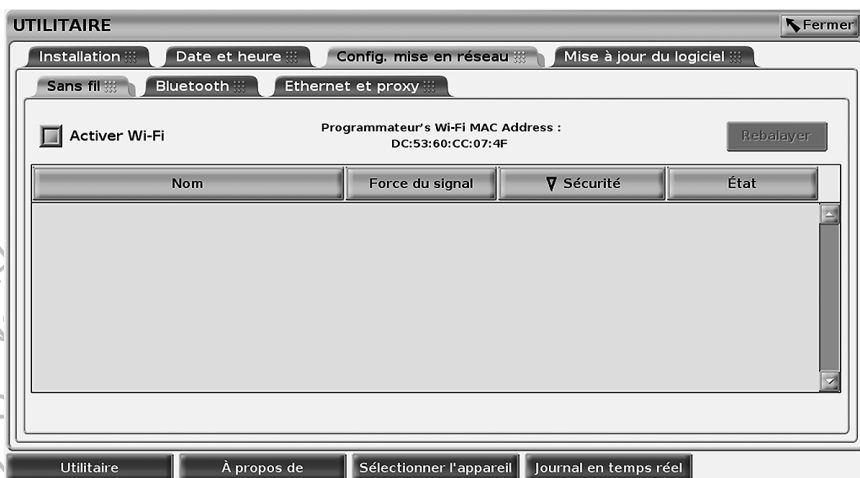 UTILITAIRE
Fermer
Installation
Date et heure
Config. mise en réseau
Mise à jour du logiciel
Sans fil
Bluetooth
Ethernet et proxy
Activer Wi-Fi
Programmateur's Wi-Fi MAC Address :
DC:53:60:CC:07:4F
Rebalayer
Nom
Force du signal
Sécurité
État
Utilitaire
À propos de
Sélectionner l'appareil
Journal en temps réel